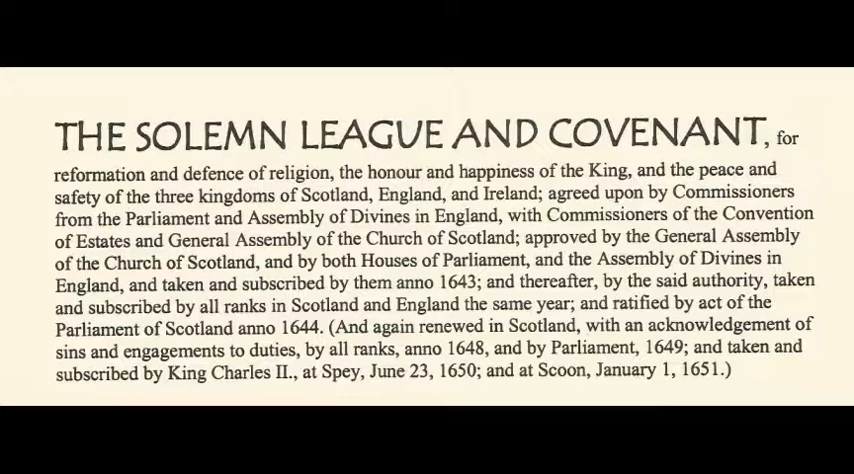 THE SOLEMN LEAGUE AND COVENANT, for
reformation and defence of religion, the honour and happiness of the King, and the peace and
safety of the three kingdoms of Scotland, England, and Ireland; agreed upon by Commissioners
from the Parliament and Assembly of Divines in England, with Commissioners of the Convention
of Estates and General Assembly of the Church of Scotland; approved by the General Assembly
of the Church of Scotland, and by both Houses of Parliament, and the Assembly of Divines in
England, and taken and subscribed by them anno 1643; and thereafter, by the said authority, taken
and subscribed by all ranks in Scotland and England the same year; and ratified by act of the
Parliament of Scotland anno 1644. (And again renewed in Scotland, with an acknowledgement of
sins and engagements to duties, by all ranks, anno 1648, and by Parliament, 1649; and taken and
subscribed by King Charles II., at Spey, June 23, 1650; and at Scoon, January 1, 1651.)